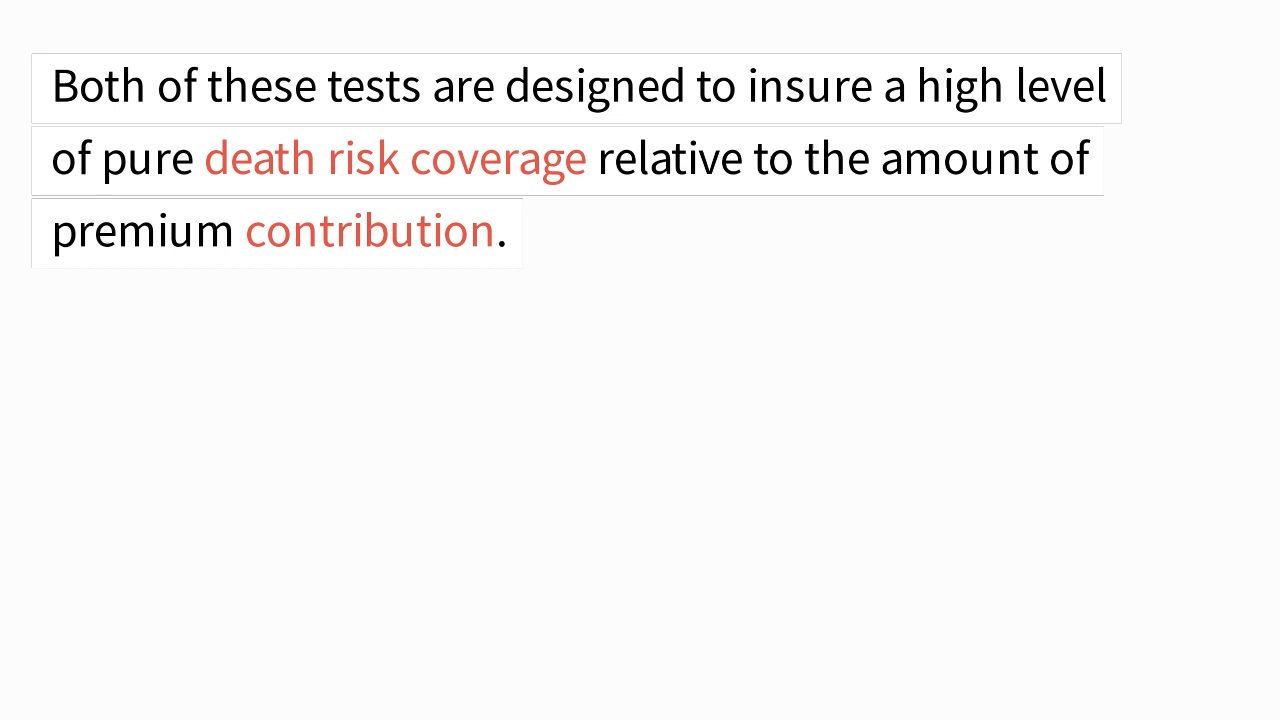 Both of these tests are designed to insure a high level
of pure death risk coverage relative to the amount of
premium contribution.